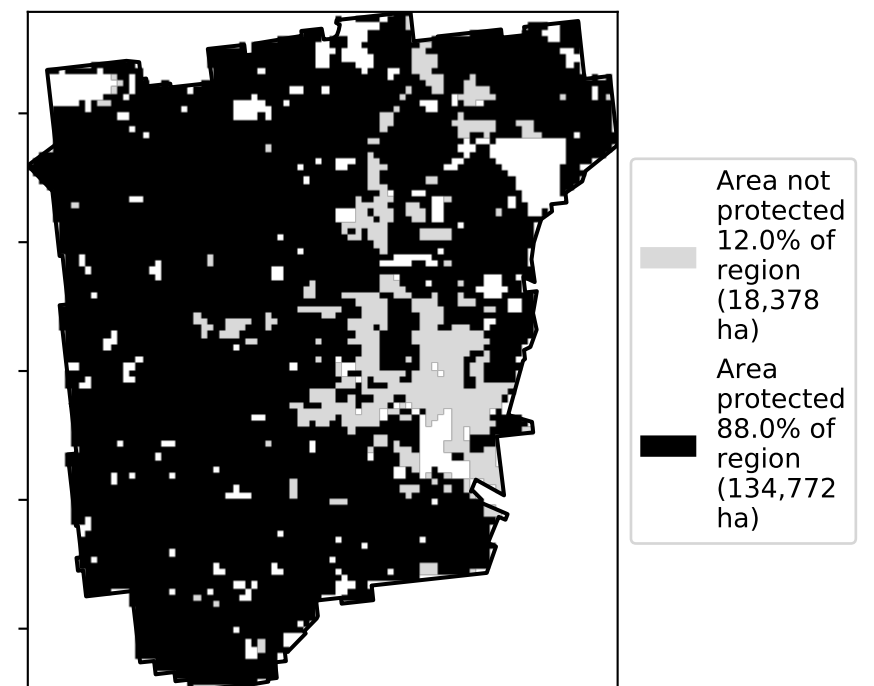 Area not
protected
12.0% of
region
(18,378
ha)
Area
protected
88.0% of
region
(134,772
ha)